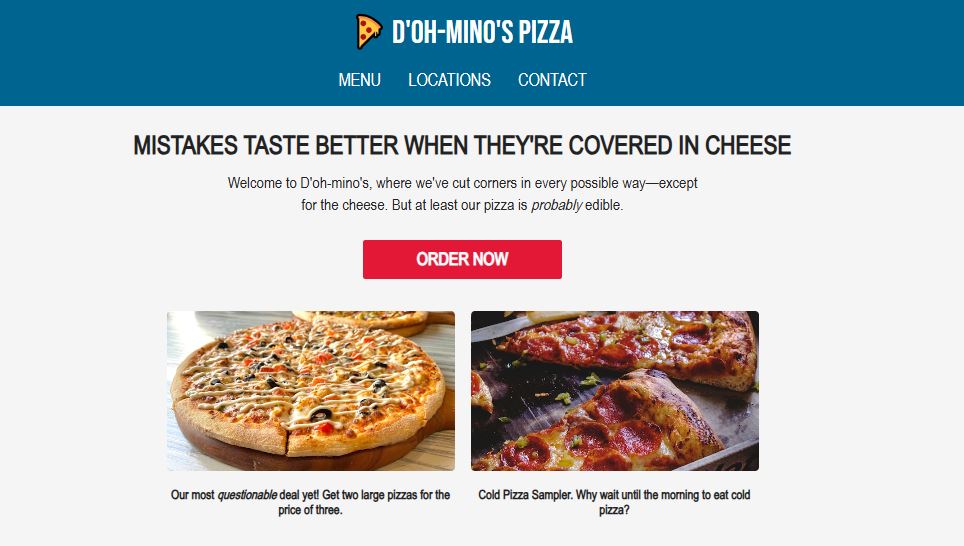 D'OH-MINO'S PIZZA
MENU LOCATIONS CONTACT
MISTAKES TASTE BETTER WHEN THEY'RE COVERED IN CHEESE
Welcome to D'oh-mino's, where we've cut corners in every possible way—except
for the cheese. But at least our pizza is probably edible.
ORDER NOW
Our most questionable deal yet! Get two large pizzas for the
price of three.
Cold Pizza Sampler. Why wait until the morning to eat cold
pizza?